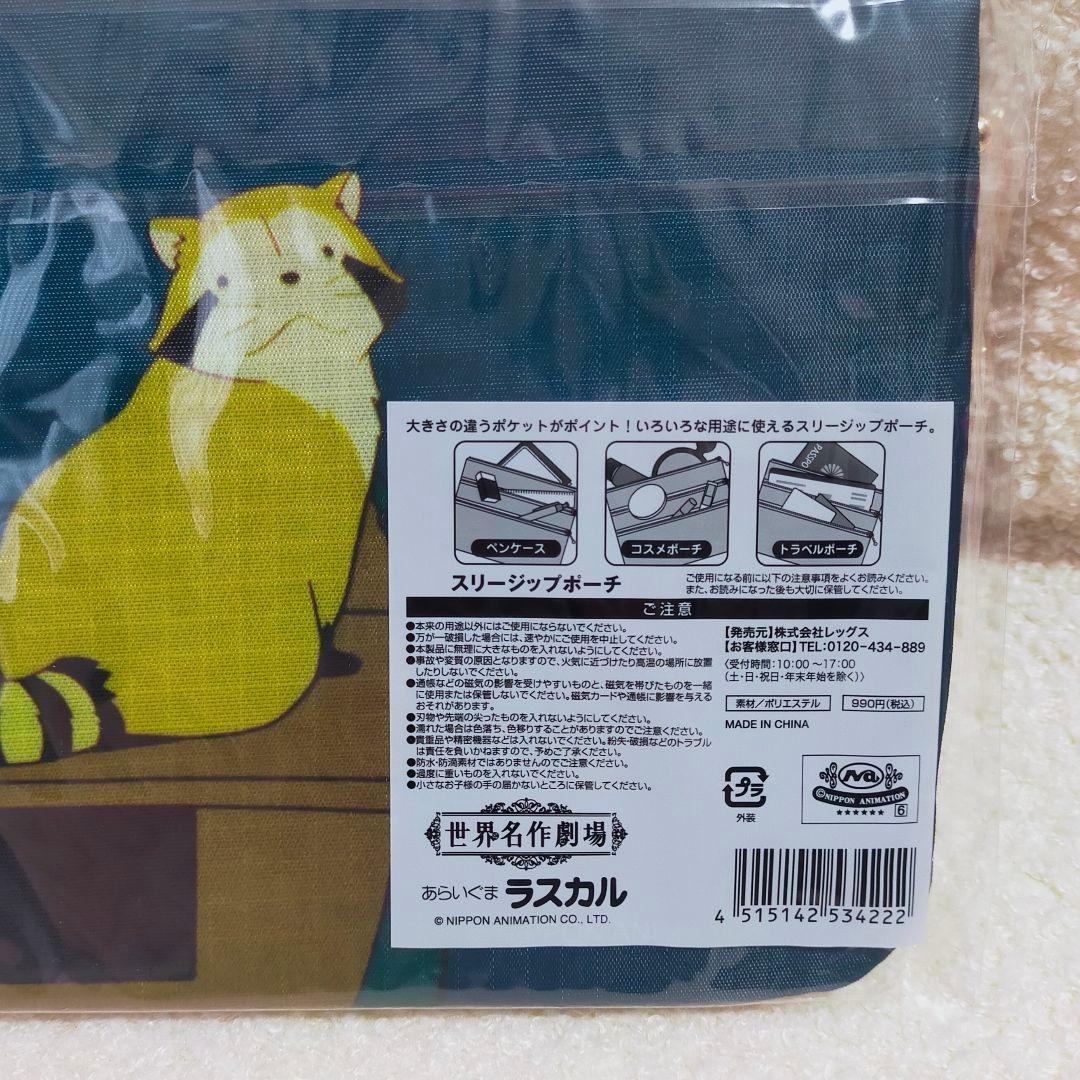 大きさの違うポケットがポイント！いろいろな用途に使えるスリージップポーチ。
PASSPO
ペンケース
コスメポーチ
トラベルポーチ
スリージップポーチ
ご使用になる前に以下の注意事項をよくお読みください。
また、お読みになった後も大切に保管してください。
ご注意
●本来の用途以外にはご使用にならないでください。
●万が一破損した場合には、速やかにご使用を中止してください。
●本製品に無理に大きなものを入れないようにしてください。
●事故や変質の原因となりますので、火気に近づけたり高温の場所に放置
したりしないでください。
●通帳などの磁気の影響を受けやすいものと、磁気を帯びたものを一緒
に使用または保管しないでください。磁気カードや通帳に影響を与える
おそれがあります。
●刃物や先端の尖ったものを入れないようにしてください。
●濡れた場合は色落ち、色移りすることがありますのでご注意ください。
●貴重品や精密機器などは入れないでください。紛失・破損などのトラブル
は責任を負いかねますので、予めご了承ください。
●防水・防滴素材ではありませんのでご注意ください。
●過度に重いものを入れないでください。
●小さなお子様の手の届かないところに保管してください。
【発売元】株式会社レッグス
【お客様窓口】TEL:0120-434-889
〈受付時間：10:00〜17:00
（土・日・祝日・年末年始を除く）〉
素材／ポリエステル
990円（税込）
MADE IN CHINA
プラ
外装
Na
©NIPPON ANIMATION
★★★★★★
6
世界名作劇場
あらいぐま ラスカル
© NIPPON ANIMATION CO., LTD.
4 515142 534222